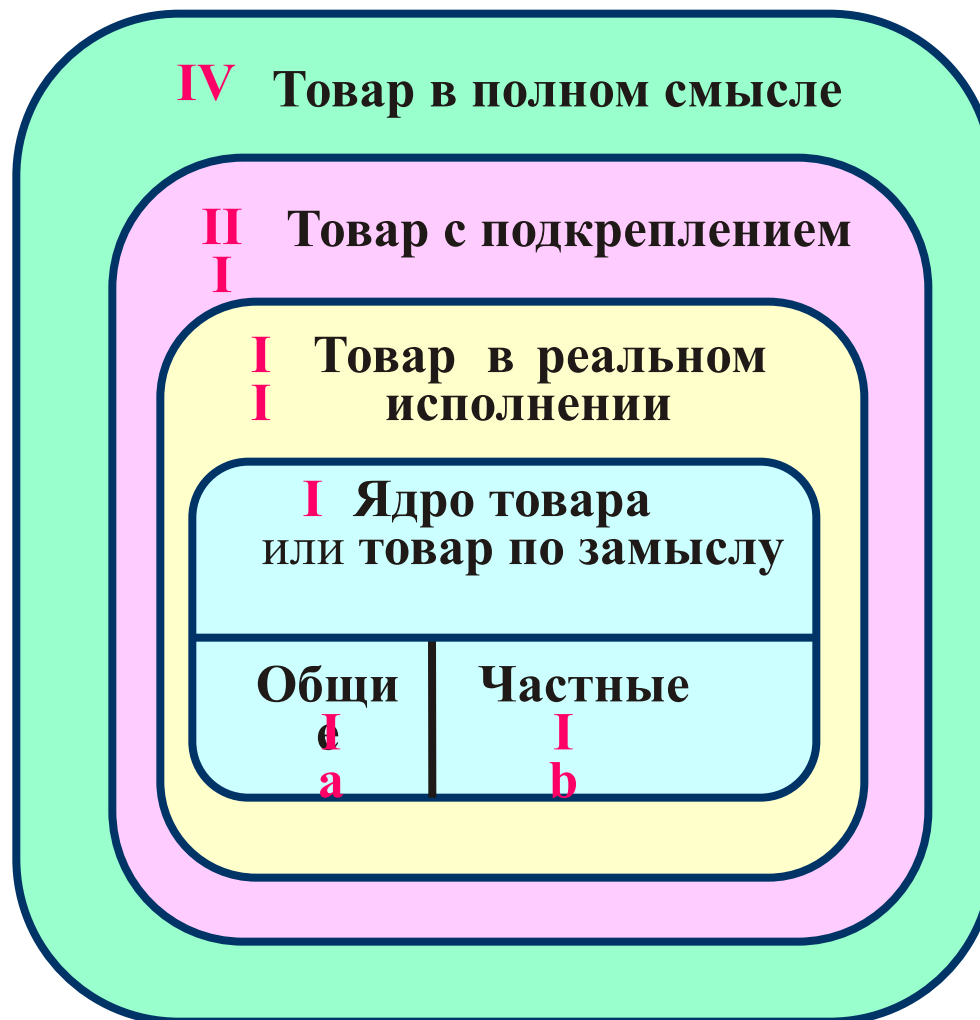 IV Товар в полном смысле
II Товар с подкреплением
I
I Товар в реальном
I исполнении
I Ядро товара
или товар по замыслу
Общи Частные
е I I
a b